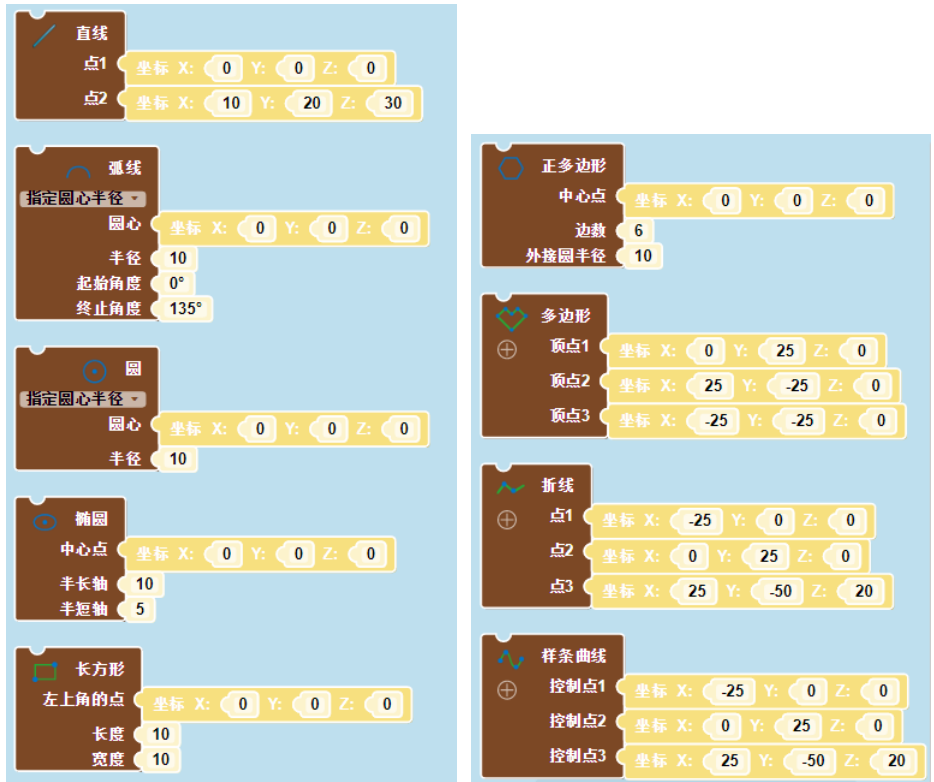 直线
点1 坐标 X: 0 Y: 0 Z: 0
点2 坐标 X: 10 Y: 20 Z: 30
弧线
指定圆心半径
圆心 坐标 X: 0 Y: 0 Z: 0
半径 10
起始角度 0°
终止角度 135°
圆
指定圆心半径
圆心 坐标 X: 0 Y: 0 Z: 0
半径 10
椭圆
中心点 坐标 X: 0 Y: 0 Z: 0
半长轴 10
半短轴 5
长方形
左上角的点 坐标 X: 0 Y: 0 Z: 0
长度 10
宽度 10
正多边形
中心点 坐标 X: 0 Y: 0 Z: 0
边数 6
外接圆半径 10
多边形
顶点1 坐标 X: 0 Y: 25 Z: 0
顶点2 坐标 X: 25 Y: -25 Z: 0
顶点3 坐标 X: -25 Y: -25 Z: 0
折线
点1 坐标 X: -25 Y: 0 Z: 0
点2 坐标 X: 0 Y: 25 Z: 0
点3 坐标 X: 25 Y: -50 Z: 20
样条曲线
控制点1 坐标 X: -25 Y: 0 Z: 0
控制点2 坐标 X: 0 Y: 25 Z: 0
控制点3 坐标 X: 25 Y: -50 Z: 20